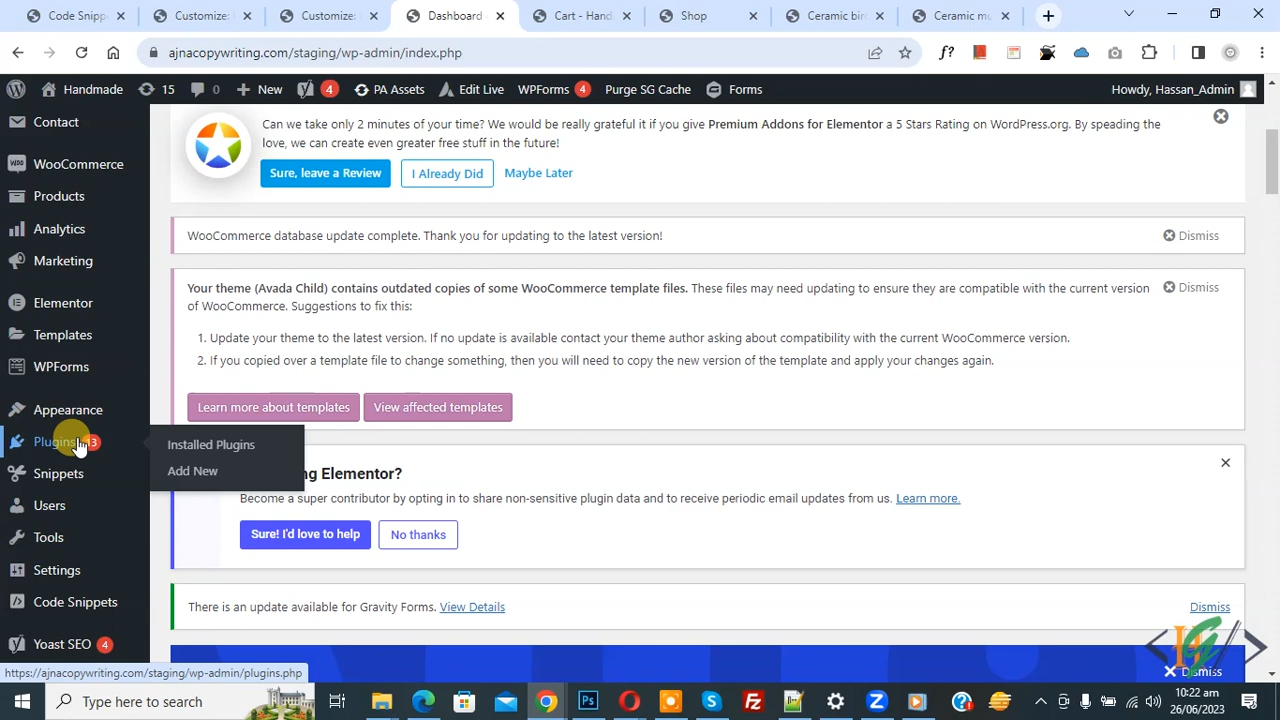 Code Snipp
Customize:
Customize:
Dashboard
Cart - Hand
Shop
Ceramic bir
Ceramic mu
ajnacopywriting.com/staging/wp-admin/index.php
Handmade
15
0
New
4
PA Assets
Edit Live
WPForms 4
Purge SG Cache
Forms
Howdy, Hassan_Admin
Contact
WooCommerce
Products
Analytics
Marketing
Elementor
Templates
WPForms
Appearance
Plugins
Snippets
Users
Tools
Settings
Code Snippets
Yoast SEO 4
Installed Plugins
Add New
Can we take only 2 minutes of your time? We would be really grateful it if you give Premium Addons for Elementor a 5 Stars Rating on WordPress.org. By speading the
love, we can create even greater free stuff in the future!
Sure, leave a Review
I Already Did
Maybe Later
WooCommerce database update complete. Thank you for updating to the latest version!
Dismiss
Your theme (Avada Child) contains outdated copies of some WooCommerce template files. These files may need updating to ensure they are compatible with the current version
of WooCommerce. Suggestions to fix this:
Dismiss
1. Update your theme to the latest version. If no update is available contact your theme author asking about compatibility with the current WooCommerce version.
2. If you copied over a template file to change something, then you will need to copy the new version of the template and apply your changes again.
Learn more about templates
View affected templates
ng Elementor?
Become a super contributor by opting in to share non-sensitive plugin data and to receive periodic email updates from us. Learn more.
Sure! I'd love to help
No thanks
There is an update available for Gravity Forms. View Details
Dismiss
Dismiss
https://ajnacopywriting.com/staging/wp-admin/plugins.php
Type here to search
10:22 am
26/06/2023